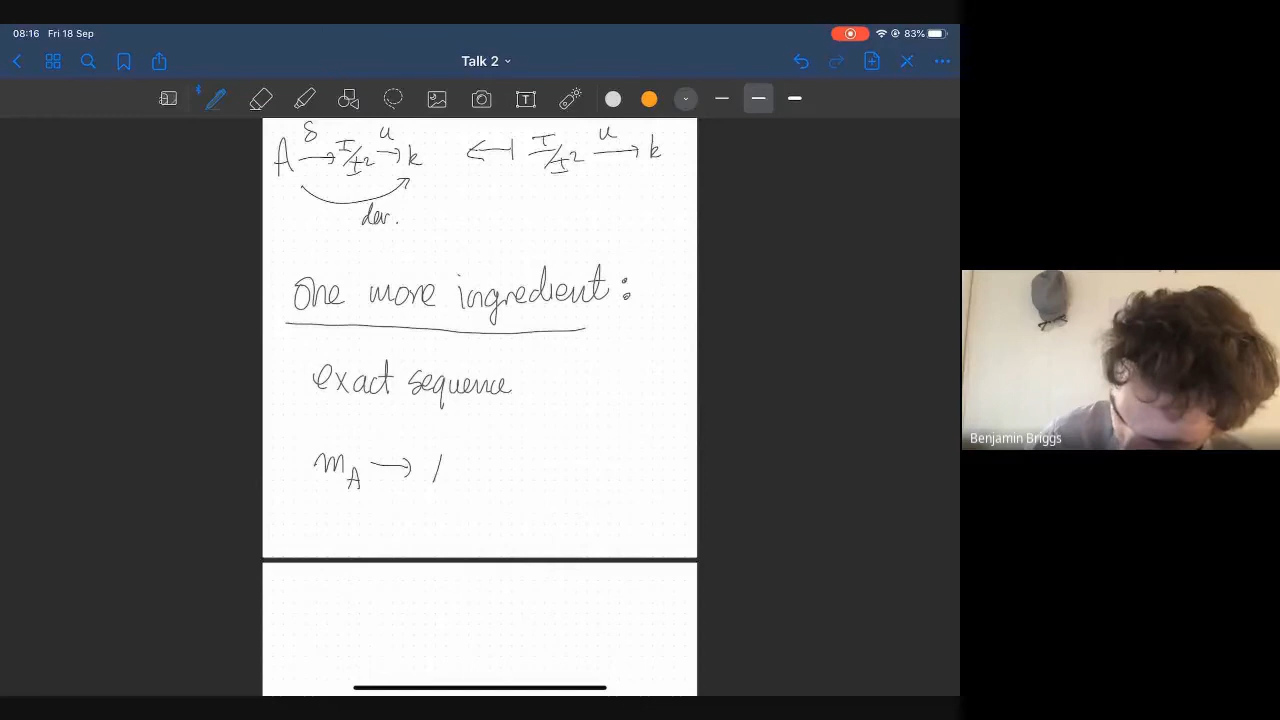 08:16 Fri 18 Sep 83%
Talk 2
T
A δ→ I/I² u→ k ↤ I/I² u→ k
der.
One more ingredient:
exact sequence
m_A → /
Benjamin Briggs